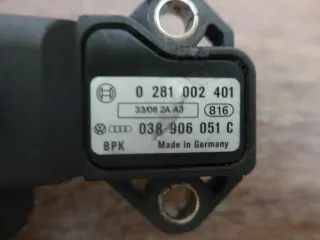 0 281 002 401
33/06 2A A3 816
038 906 051 C
BPK Made in Germany